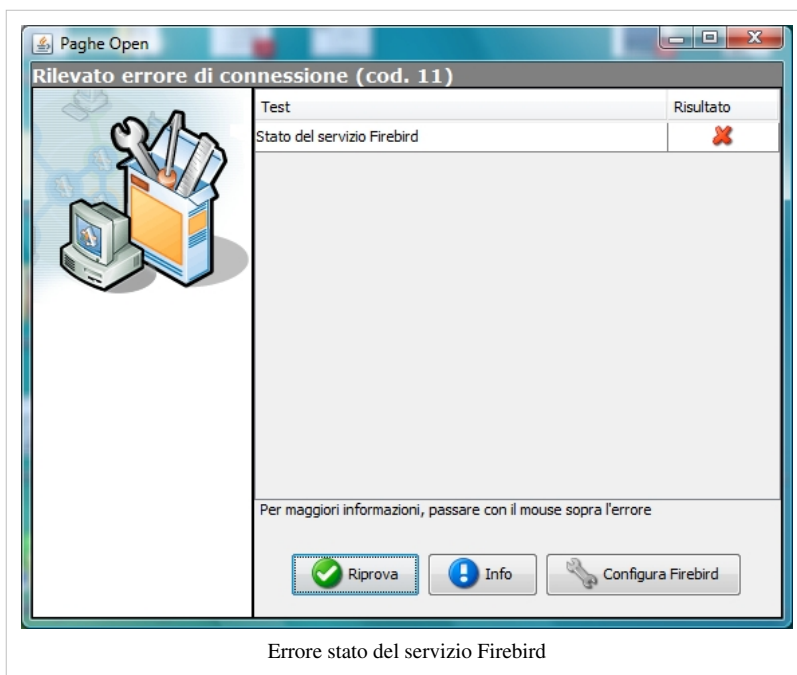 Paghe Open
Rilevato errore di connessione (cod. 11)
Test Risultato
Stato del servizio Firebird
Per maggiori informazioni, passare con il mouse sopra l'errore
Riprova Info Configura Firebird
Errore stato del servizio Firebird